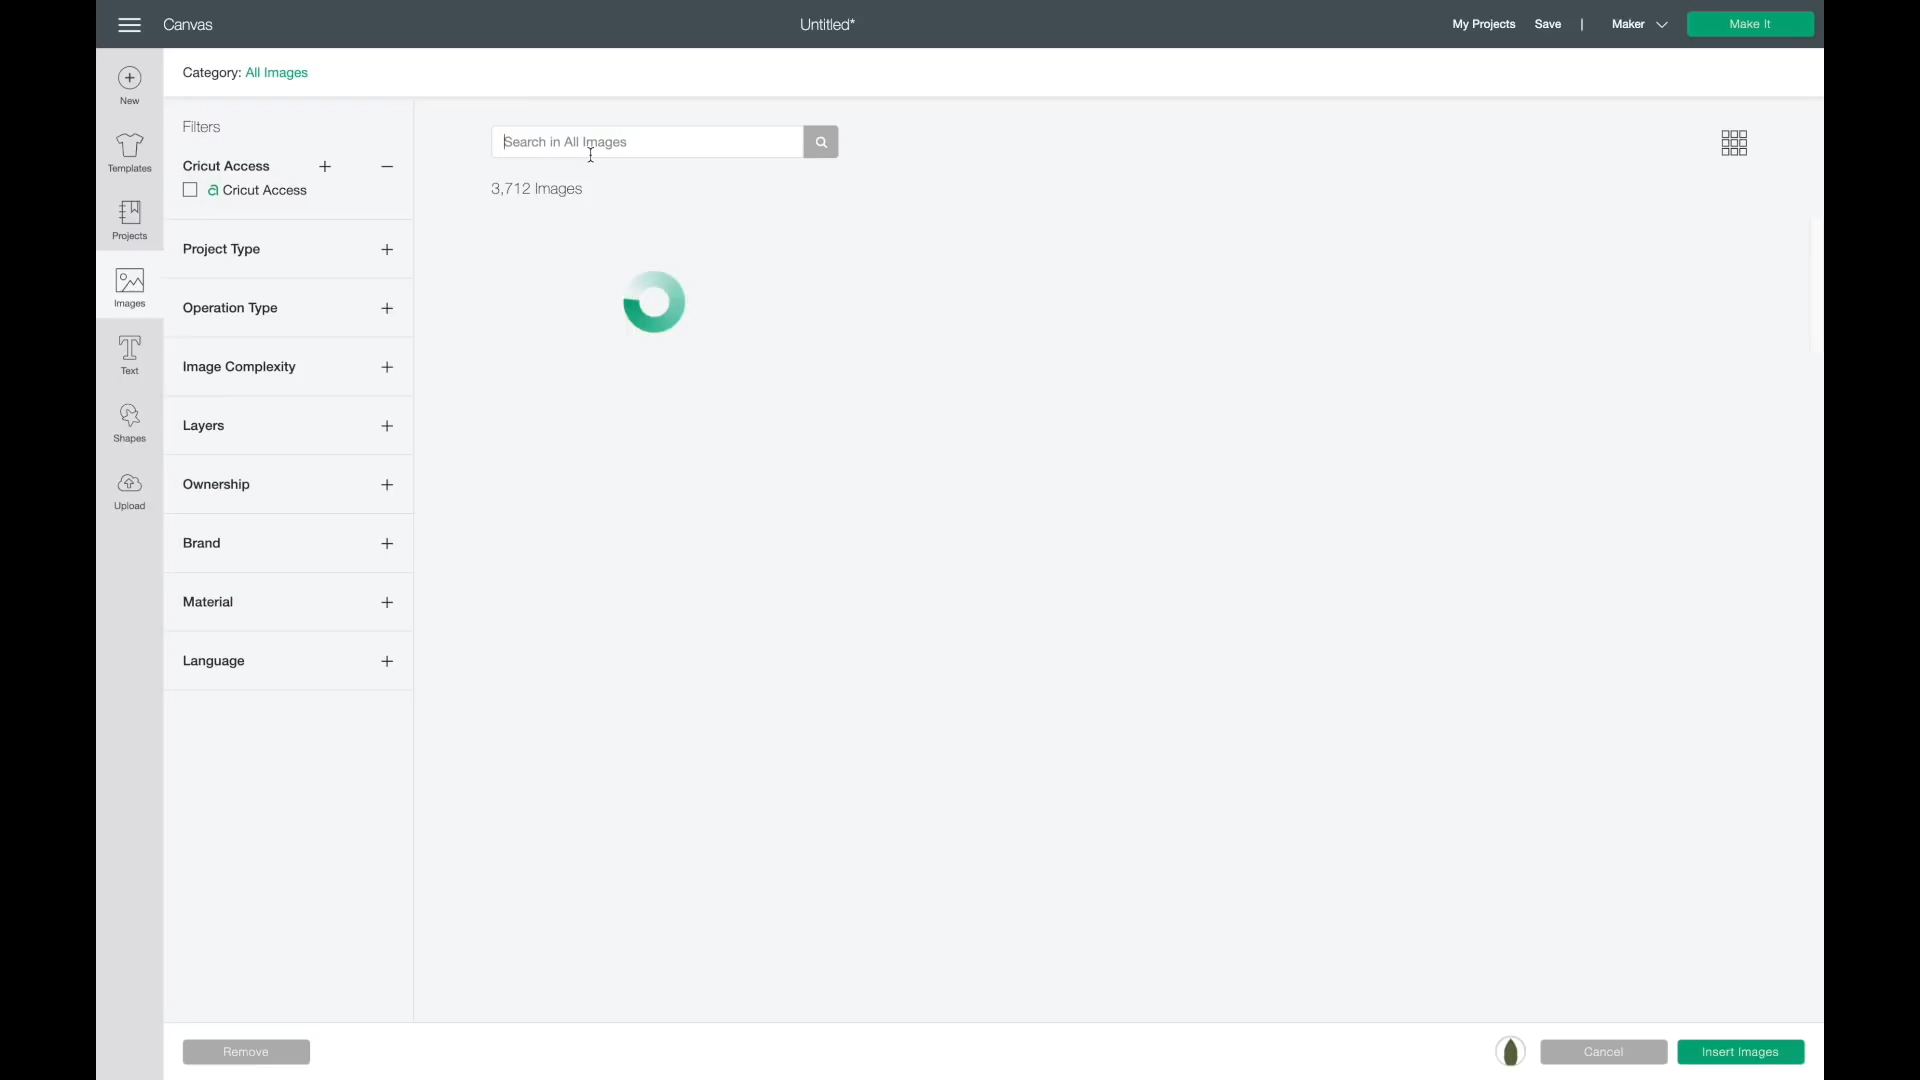 Canvas
Untitled*
My Projects
Save
|
Maker
Make It
New
Templates
Projects
Images
Text
Shapes
Upload
Category: All Images
Filters
Cricut Access
a Cricut Access
Project Type
Operation Type
Image Complexity
Layers
Ownership
Brand
Material
Language
Search in All Images
3,712 Images
Remove
Cancel
Insert Images